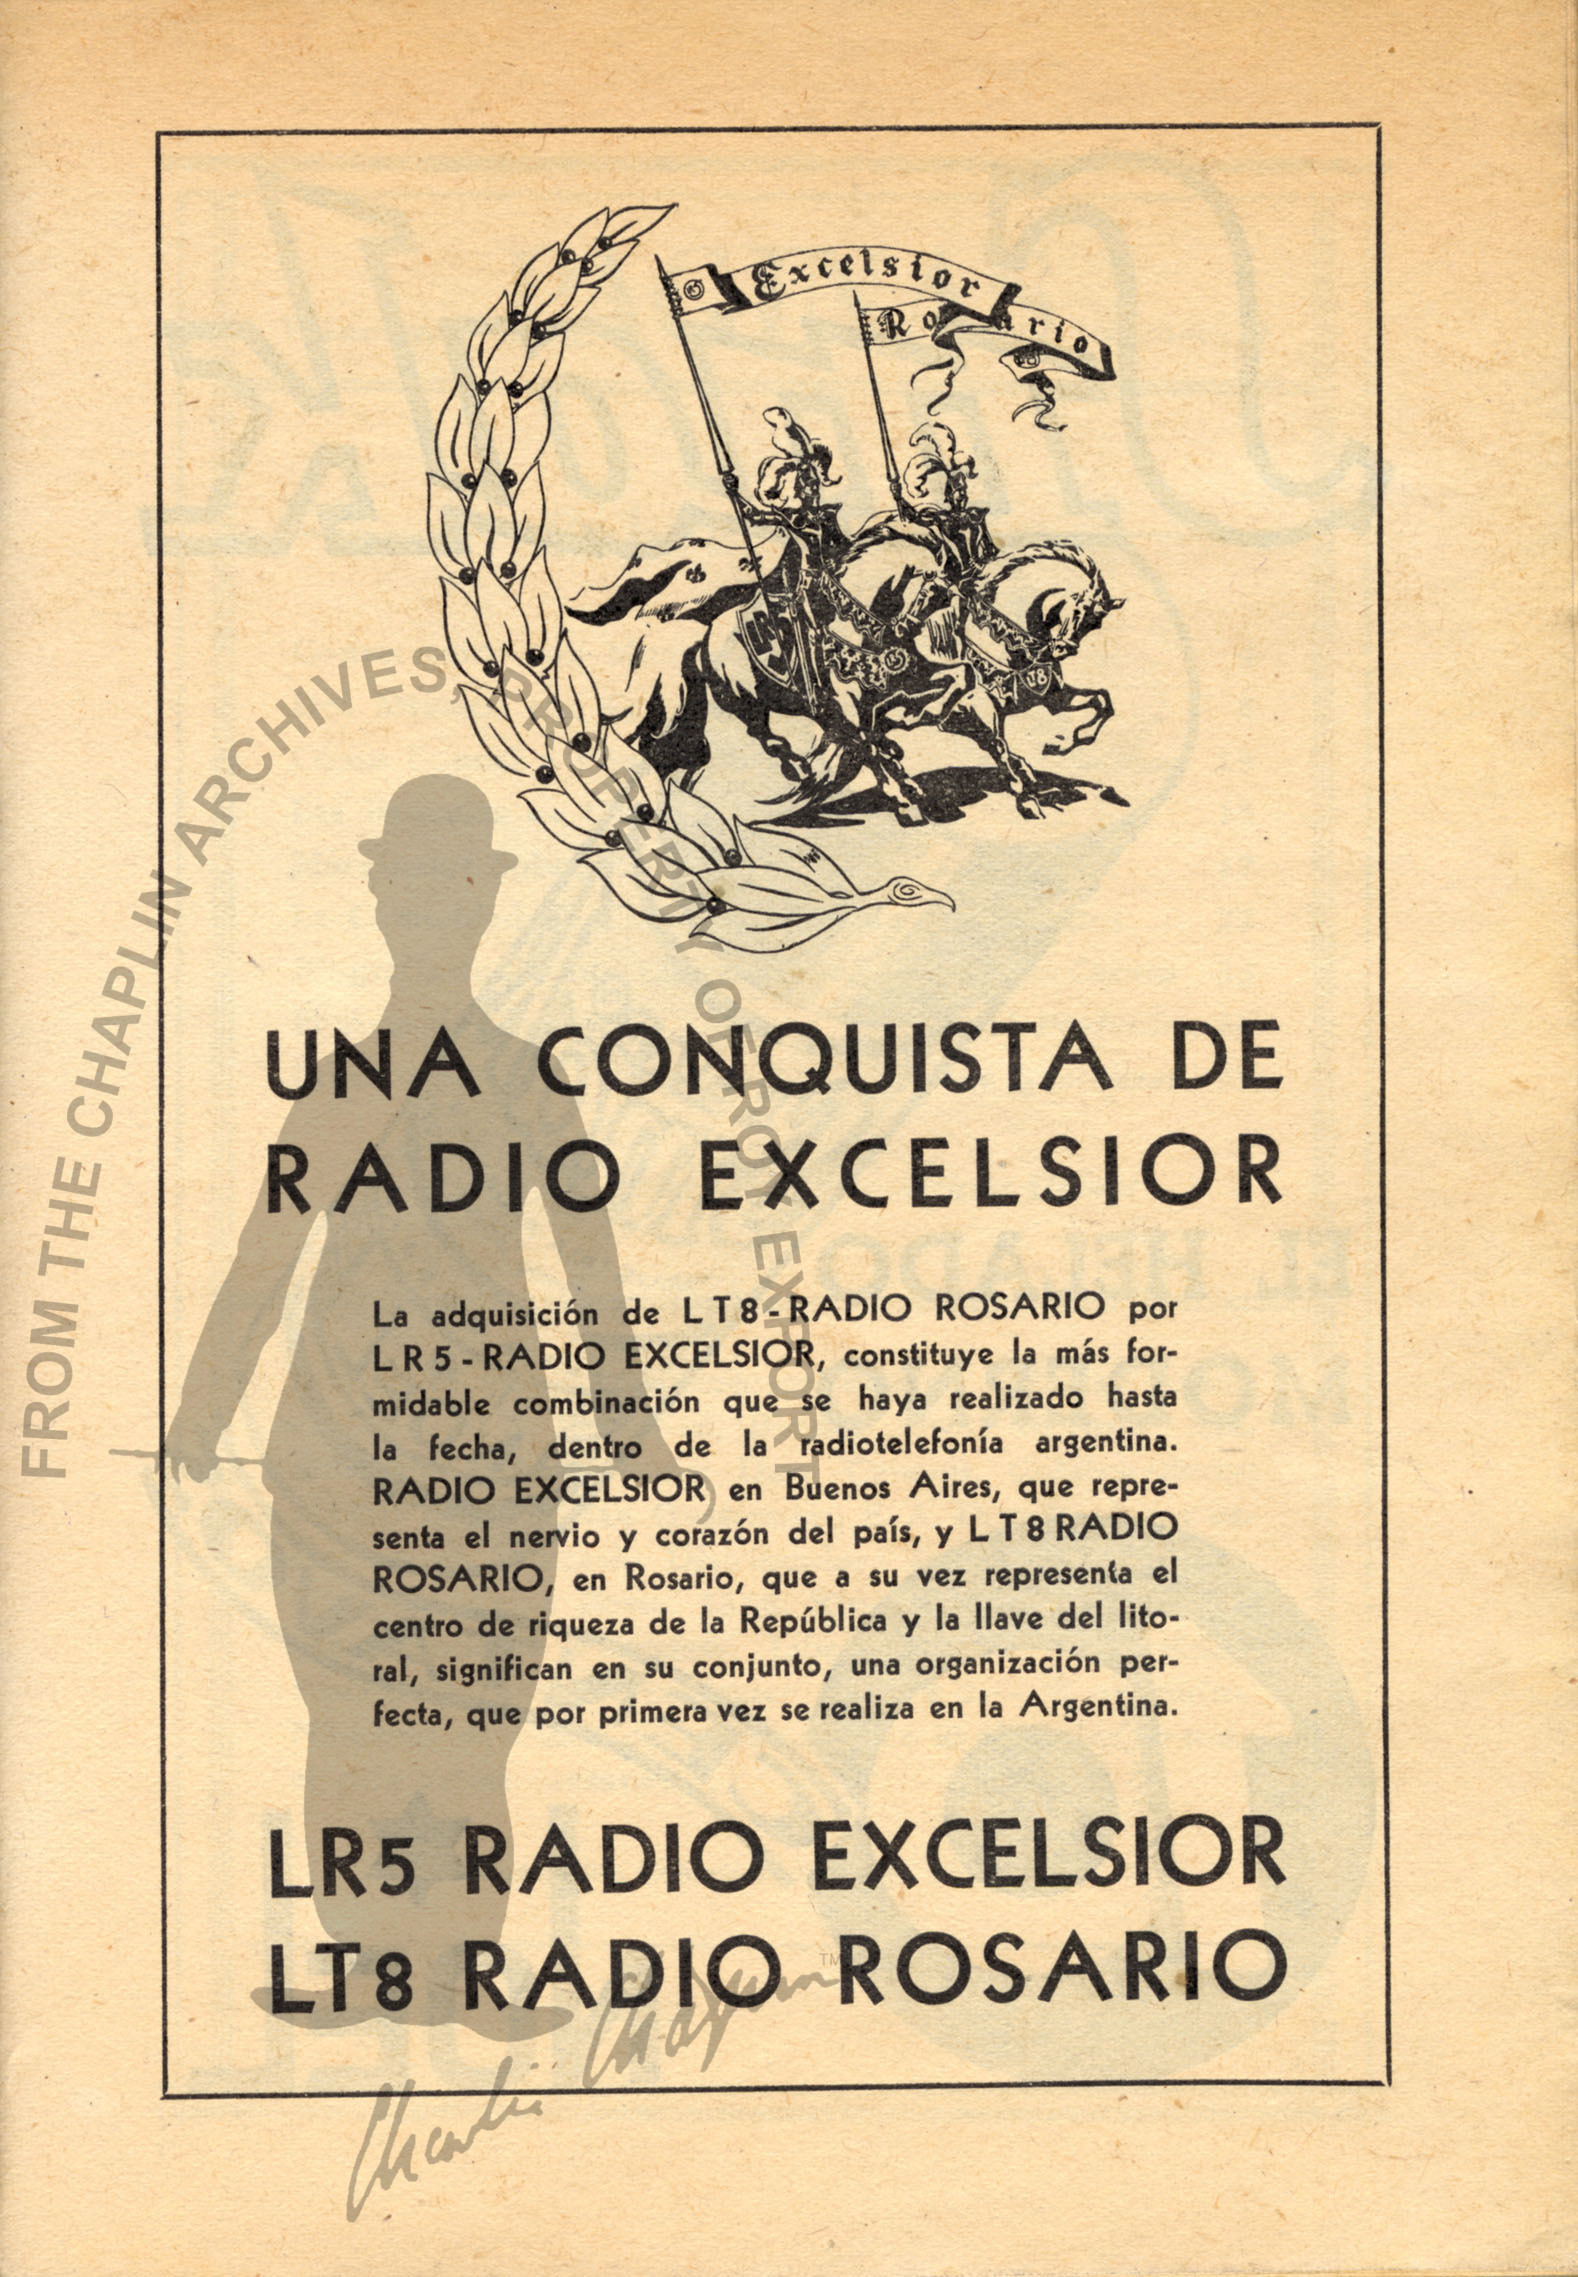 Excelsior
Rosario
LR5
LT8
UNA CONQUISTA DE
RADIO EXCELSIOR
La adquisición de LT8-RADIO ROSARIO por
LR5-RADIO EXCELSIOR, constituye la más for-
midable combinación que se haya realizado hasta
la fecha, dentro de la radiotelefonía argentina.
RADIO EXCELSIOR en Buenos Aires, que repre-
senta el nervio y corazón del país, y LT8 RADIO
ROSARIO, en Rosario, que a su vez representa el
centro de riqueza de la República y la llave del lito-
ral, significan en su conjunto, una organización per-
fecta, que por primera vez se realiza en la Argentina.
LR5 RADIO EXCELSIOR
LT8 RADIO ROSARIO
FROM THE CHAPLIN ARCHIVES, PROPERTY OF ROY EXPORT
Charlie Chaplin
TM